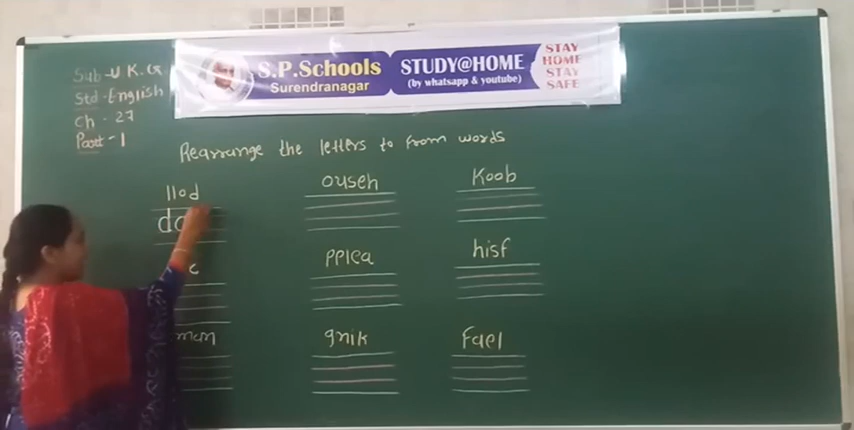 Sub - U K.G
Std - English
Ch - 27
Part - 1
S.P.Schools
Surendranagar
STUDY@HOME
(by whatsapp & youtube)
STAY
HOME
STAY
SAFE
Rearrange the letters to from words
llod
ouseh
Koob
do
c
pplea
hisf
gnik
Fael